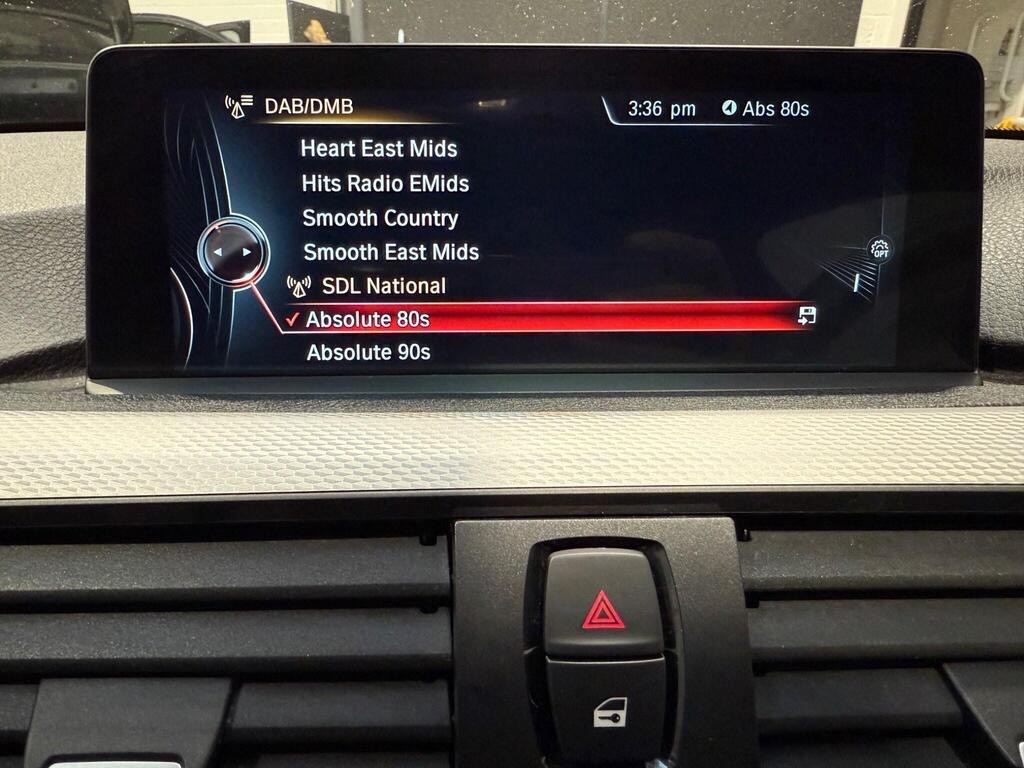 DAB/DMB
3:36 pm Abs 80s
Heart East Mids
Hits Radio EMids
Smooth Country
Smooth East Mids
OPT
SDL National
Absolute 80s
Absolute 90s